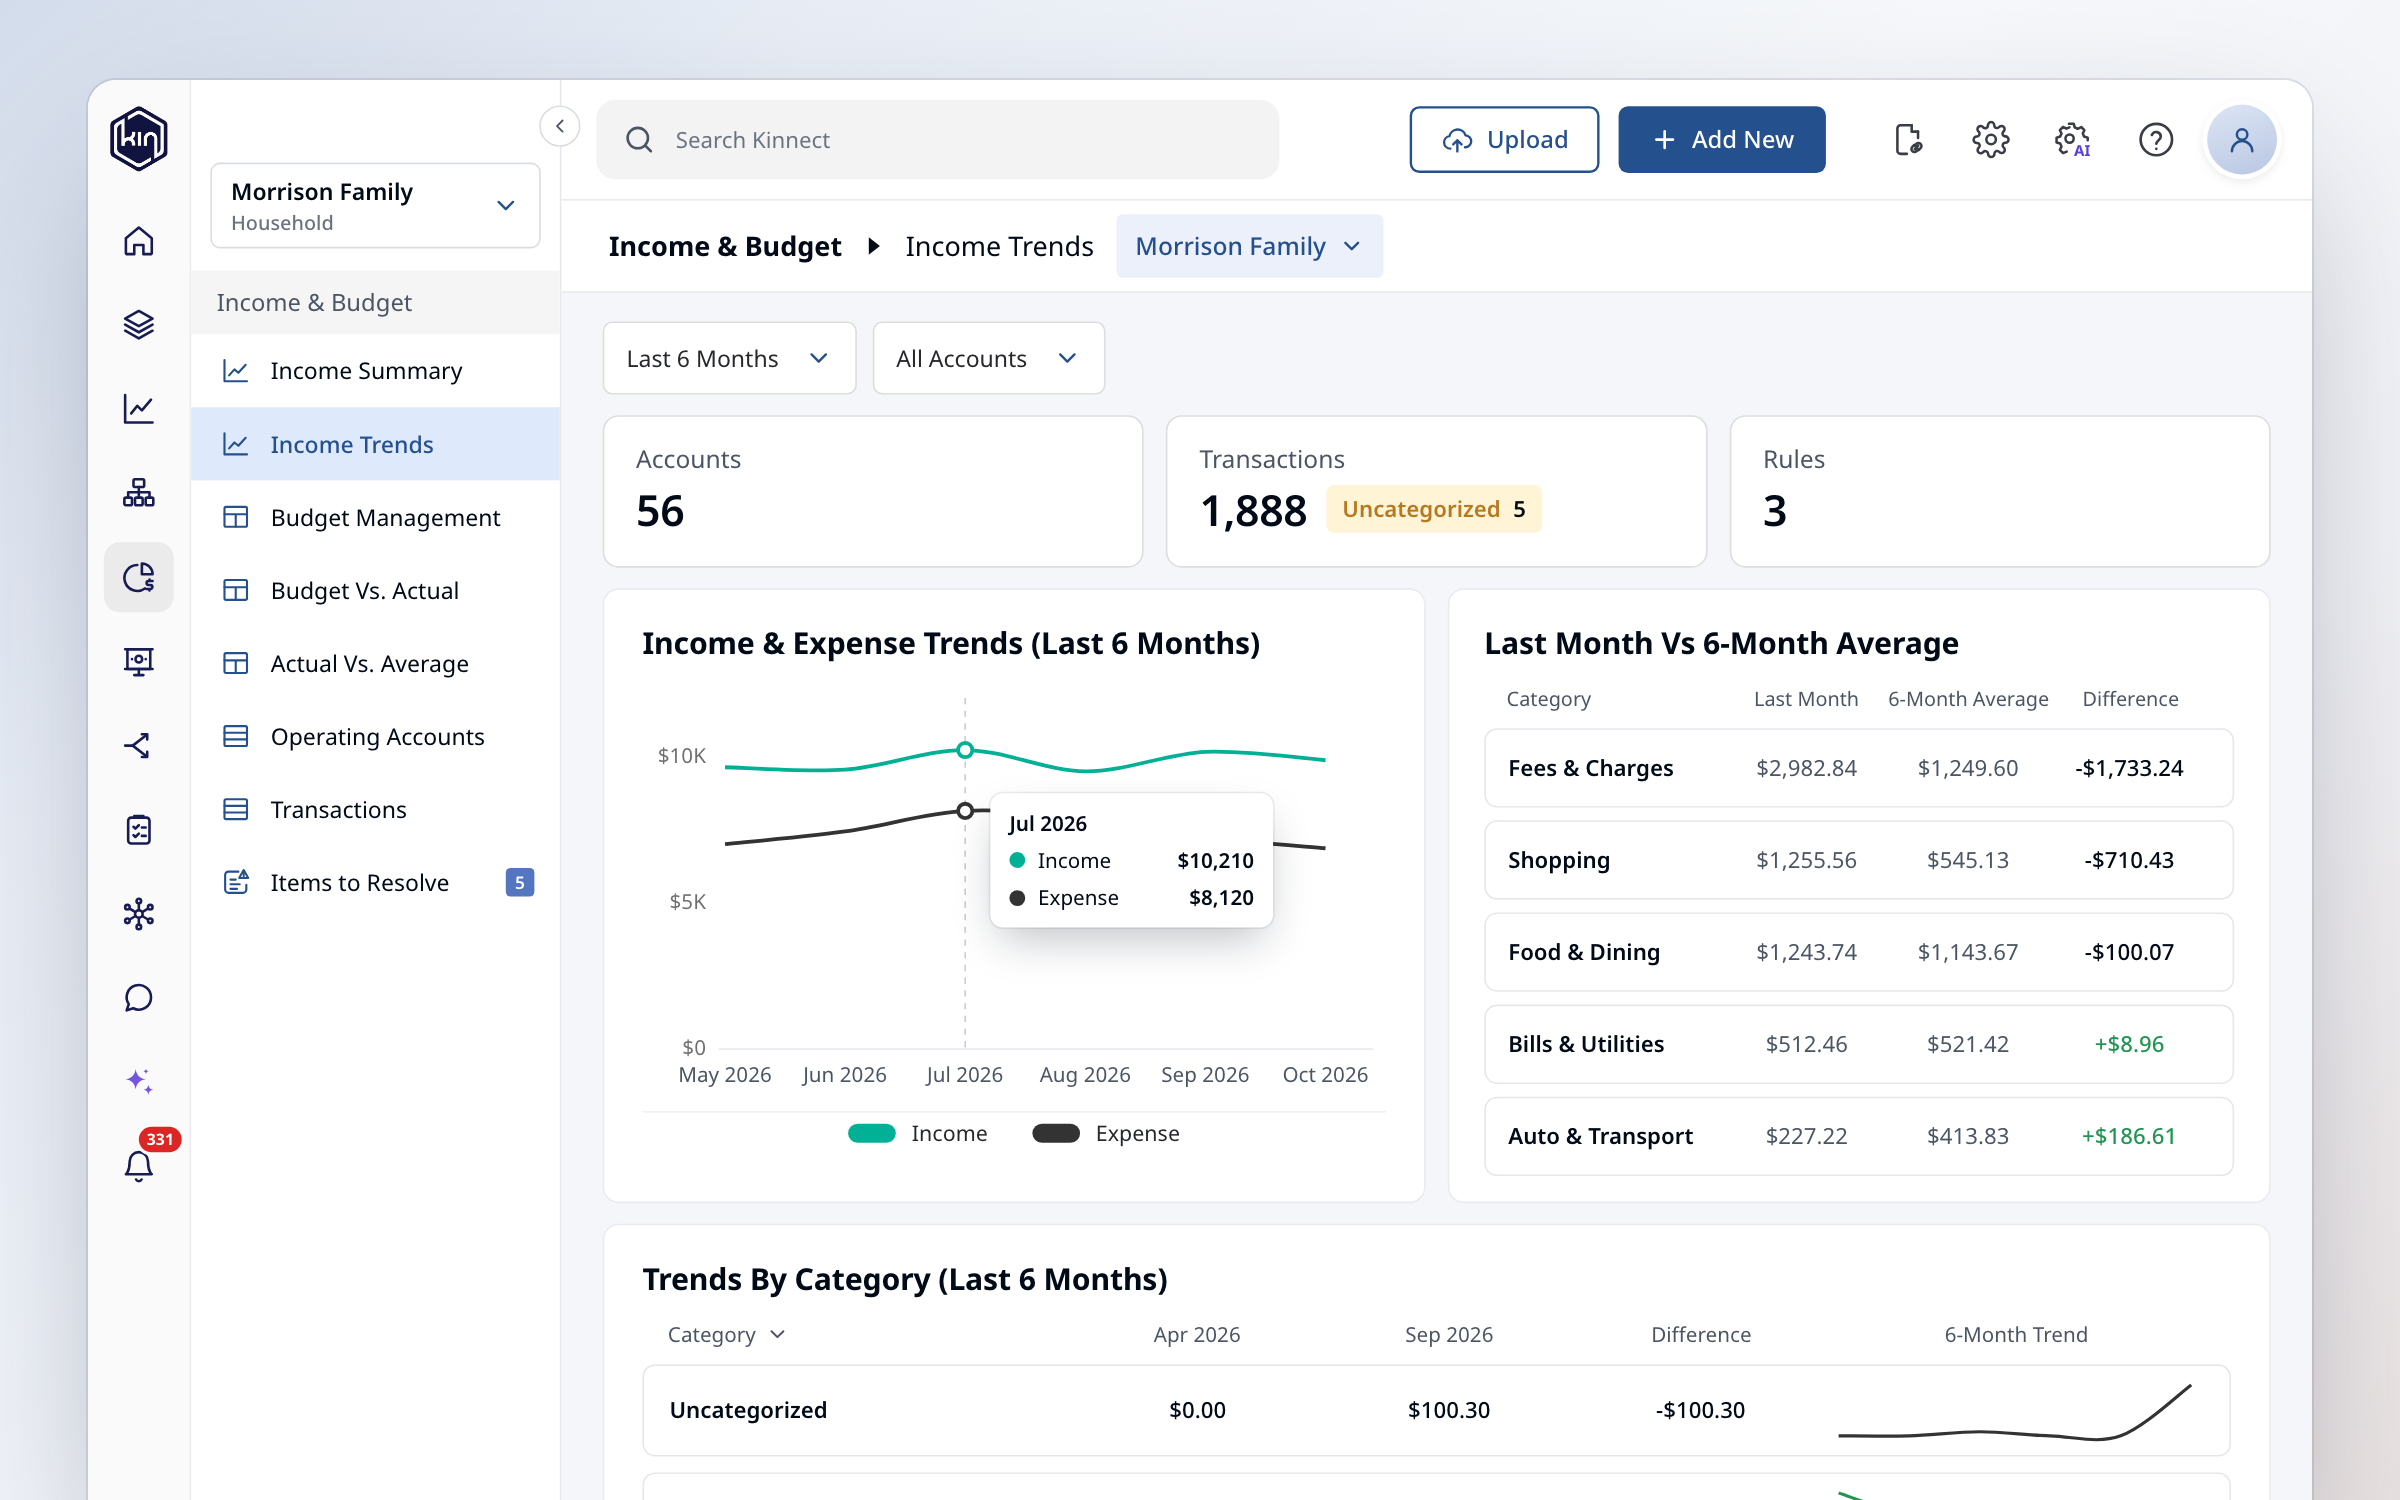 kin
Search Kinnect
Upload
Add New
AI
Morrison Family
Household
Income & Budget
Income Summary
Income Trends
Budget Management
Budget Vs. Actual
Actual Vs. Average
Operating Accounts
Transactions
Items to Resolve 5
331
Income & Budget Income Trends Morrison Family
Last 6 Months All Accounts
Accounts
56
Transactions
1,888 Uncategorized 5
Rules
3
Income & Expense Trends (Last 6 Months)
$10K
$5K
$0
Jul 2026
Income $10,210
Expense $8,120
May 2026 Jun 2026 Jul 2026 Aug 2026 Sep 2026 Oct 2026
Income Expense
Last Month Vs 6-Month Average
Category Last Month 6-Month Average Difference
Fees & Charges $2,982.84 $1,249.60 -$1,733.24
Shopping $1,255.56 $545.13 -$710.43
Food & Dining $1,243.74 $1,143.67 -$100.07
Bills & Utilities $512.46 $521.42 +$8.96
Auto & Transport $227.22 $413.83 +$186.61
Trends By Category (Last 6 Months)
Category Apr 2026 Sep 2026 Difference 6-Month Trend
Uncategorized $0.00 $100.30 -$100.30